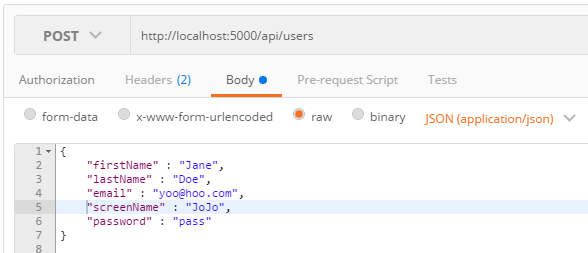 POST http://localhost:5000/api/users
Authorization Headers (2) Body Pre-request Script Tests
form-data x-www-form-urlencoded raw binary JSON (application/json)
1 {
2 "firstName" : "Jane",
3 "lastName" : "Doe",
4 "email" : "yoo@hoo.com",
5 "screenName" : "JoJo",
6 "password" : "pass"
7 }
8